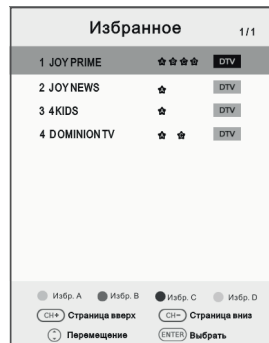 Избранное 1/1
1 JOY PRIME DTV
2 JOY NEWS DTV
3 4KIDS DTV
4 DOMINION TV DTV
Избр. A Избр. B Избр. C Избр. D
CH+ Страница вверх CH- Страница вниз
Перемещение ENTER Выбрать